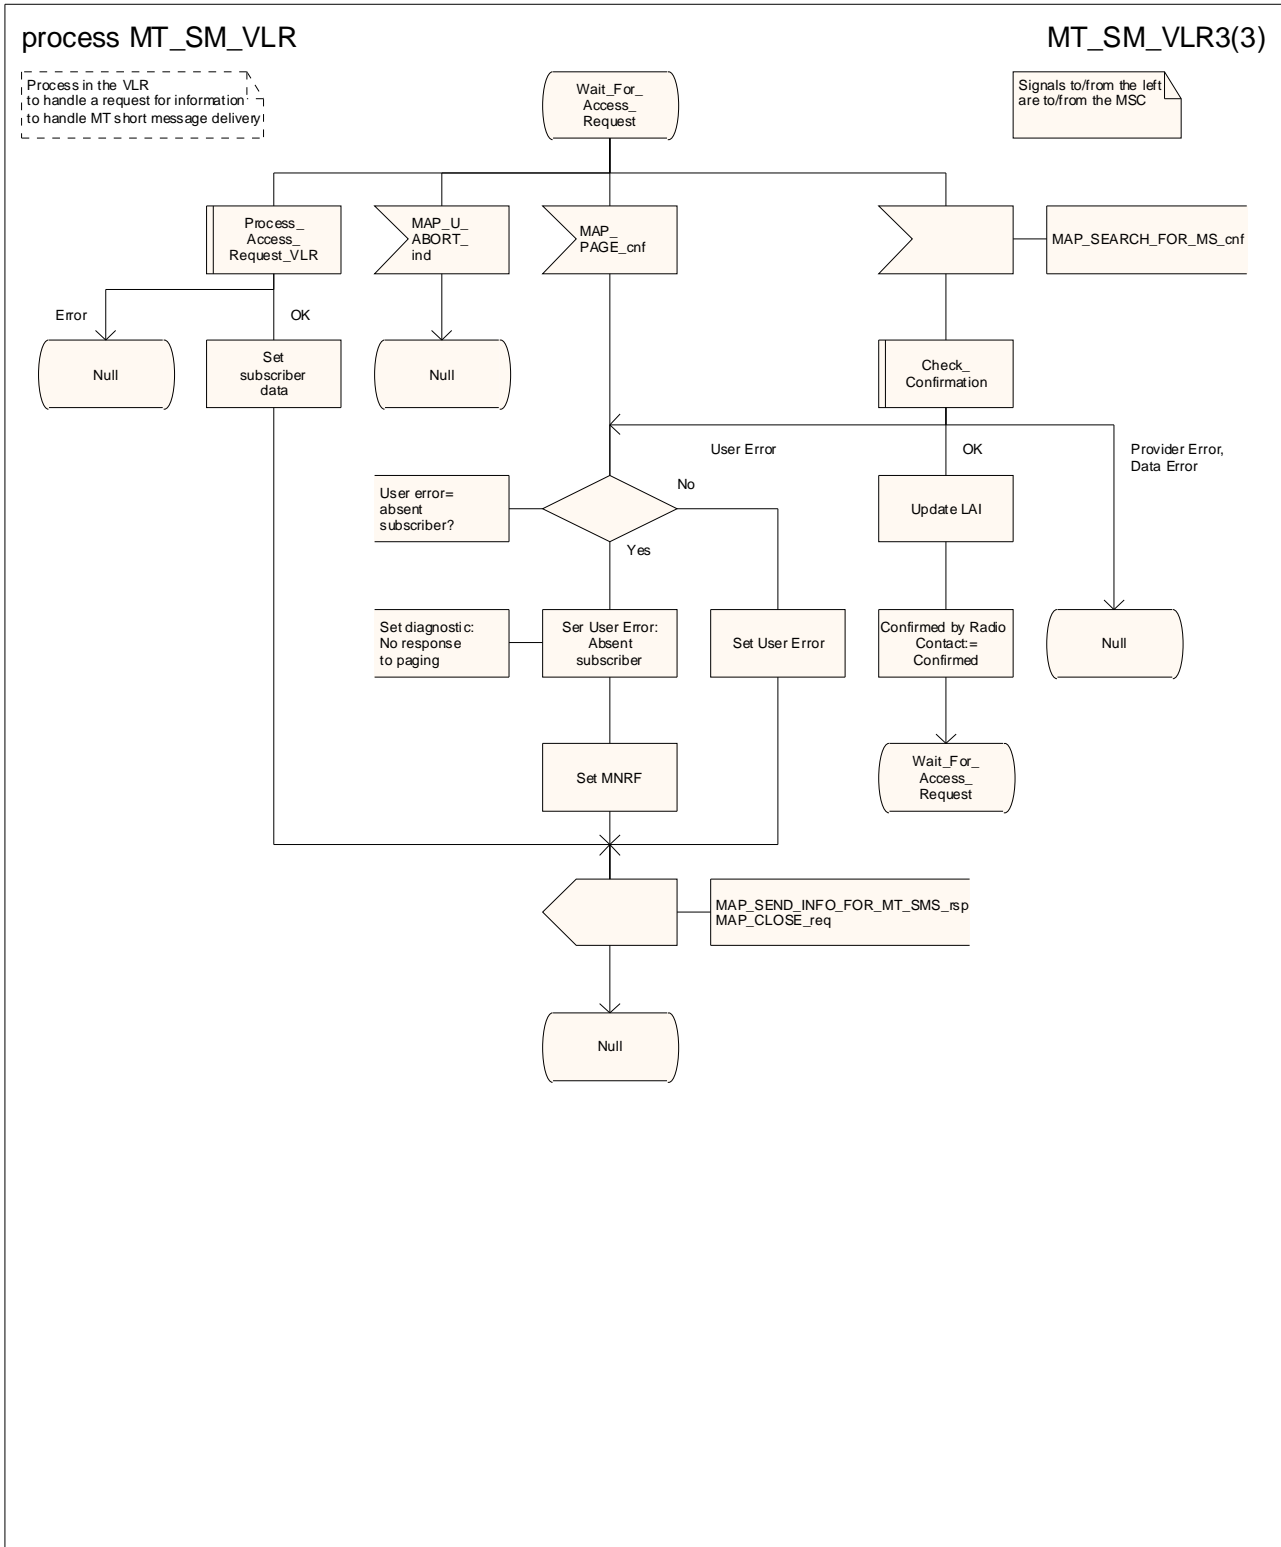 process MT_SM_VLR
MT_SM_VLR3(3)
Process in the VLR
to handle a request for information
to handle MT short message delivery
Wait_For_
Access_
Request
Signals to/from the left
are to/from the MSC
Process_
Access_
Request_VLR
MAP_U_
ABORT_
ind
MAP_
PAGE_cnf
MAP_SEARCH_FOR_MS_cnf
Error
OK
Null
Set
subscriber
data
Null
Check_
Confirmation
User Error
OK
Provider Error,
Data Error
User error=
absent
subscriber?
No
Yes
Update LAI
Set diagnostic:
No response
to paging
Ser User Error:
Absent
subscriber
Set User Error
Confirmed by Radio
Contact:=
Confirmed
Null
Set MNRF
Wait_For_
Access_
Request
MAP_SEND_INFO_FOR_MT_SMS_rsp
MAP_CLOSE_req
Null